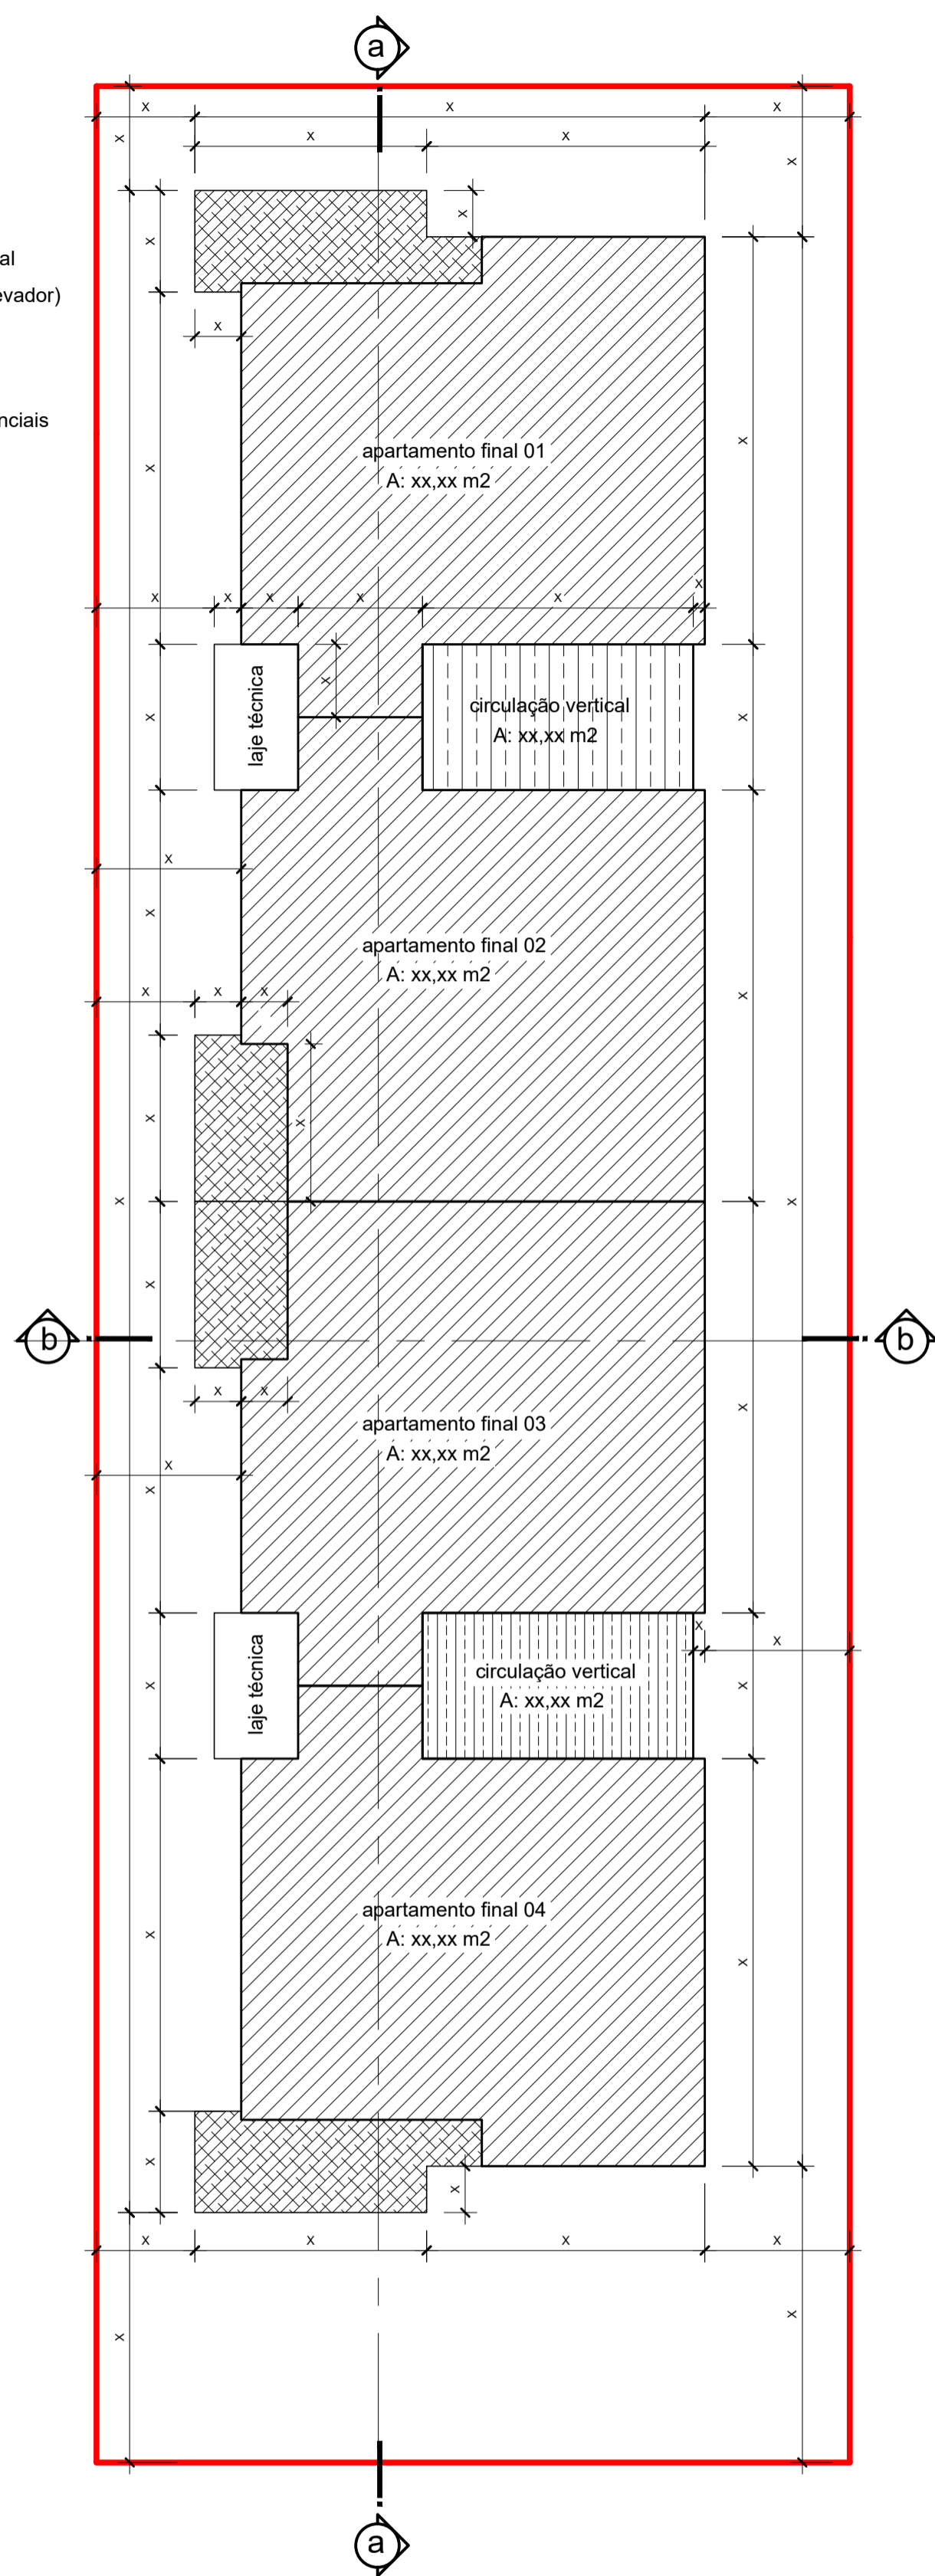 a
x x x
x
x x
x
x
x
al
evador)
x
nciais
x
apartamento final 01
x
A: xx,xx m2
x
x x x x x
x
circulação vertical
laje técnica
x x
A: xx,xx m2
x
x
apartamento final 02
A: xx,xx m2
x x x
x
x
x
x x
x
b b
x x
x
apartamento final 03
A: xx,xx m2
x
x
x
x
circulação vertical
laje técnica
x x
A: xx,xx m2
apartamento final 04
x
A: xx,xx m2
x
x
x
x x x x
x
x
a